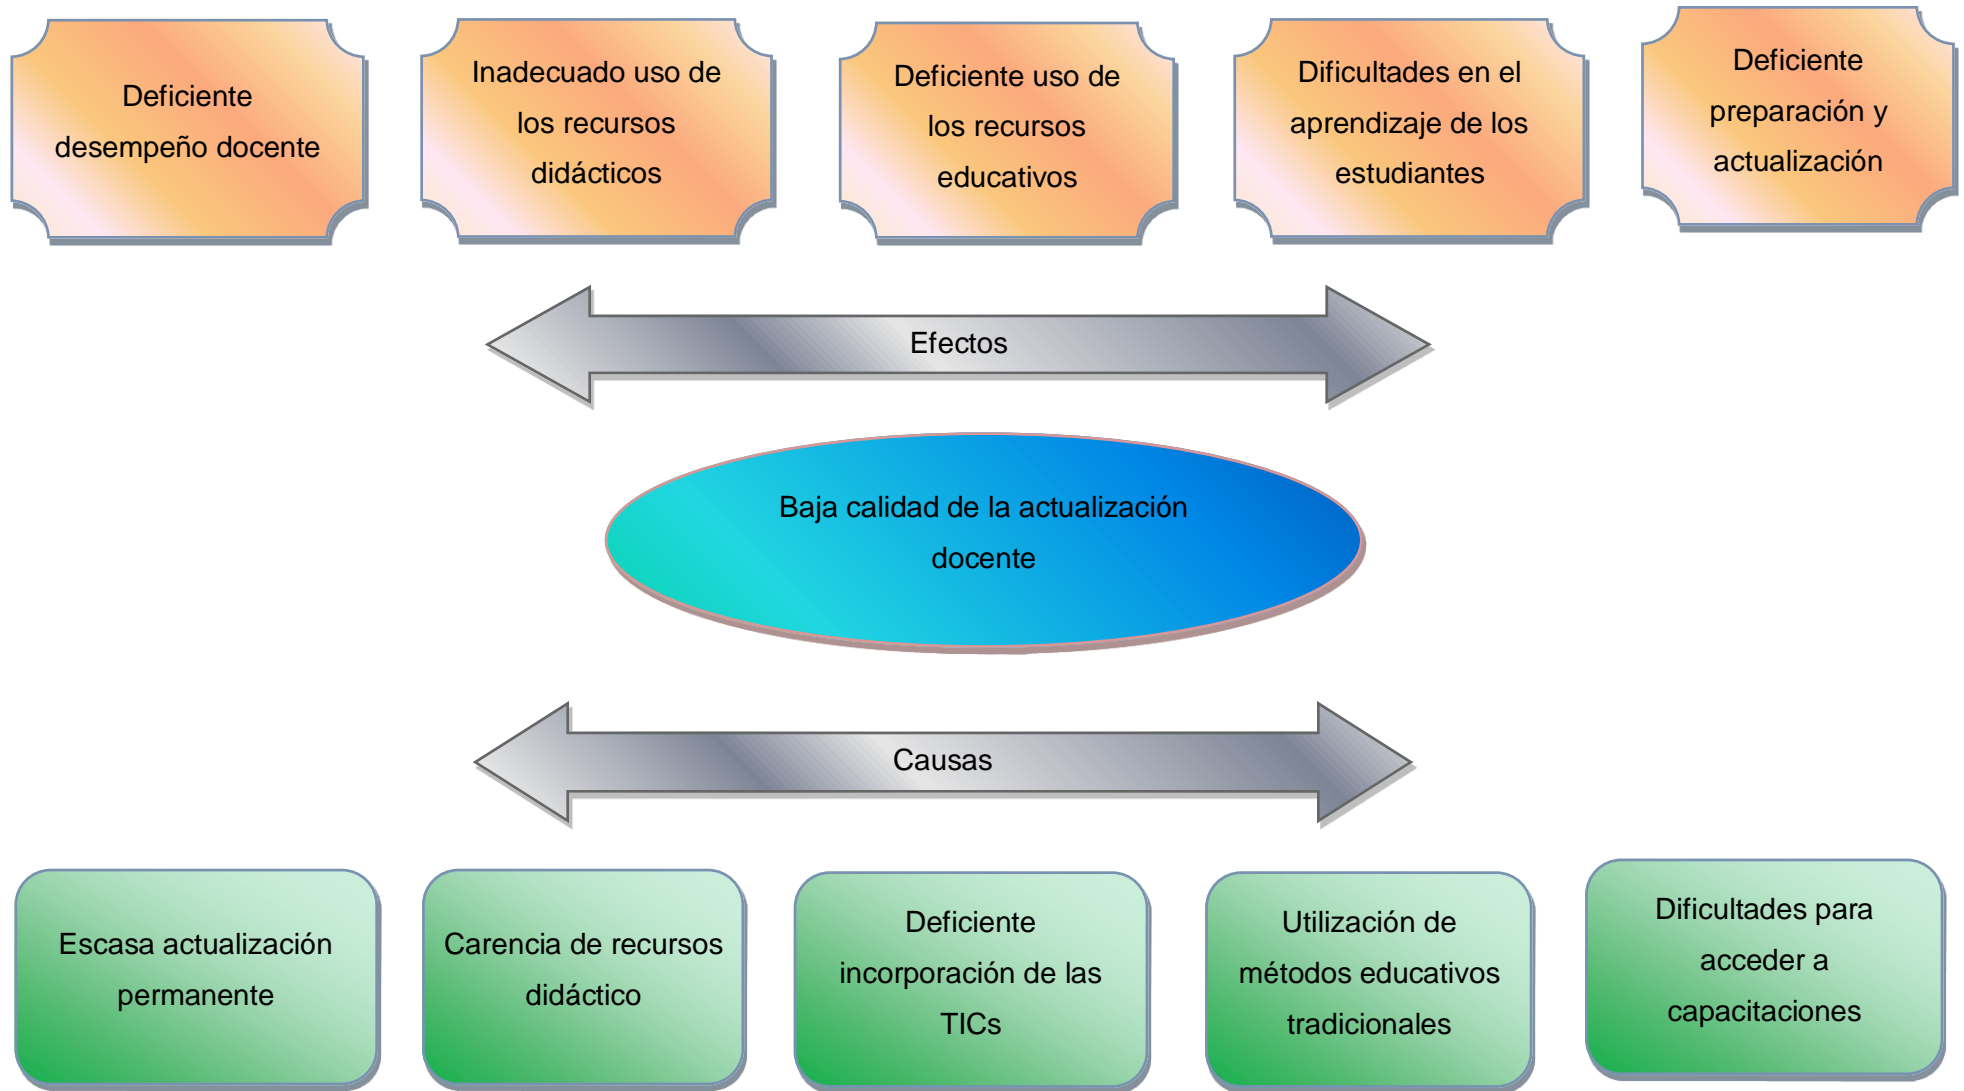 Deficiente
desempeño docente
Inadecuado uso de
los recursos
didácticos
Deficiente uso de
los recursos
educativos
Dificultades en el
aprendizaje de los
estudiantes
Deficiente
preparación y
actualización
Efectos
Baja calidad de la actualización
docente
Causas
Escasa actualización
permanente
Carencia de recursos
didáctico
Deficiente
incorporación de las
TICs
Utilización de
métodos educativos
tradicionales
Dificultades para
acceder a
capacitaciones